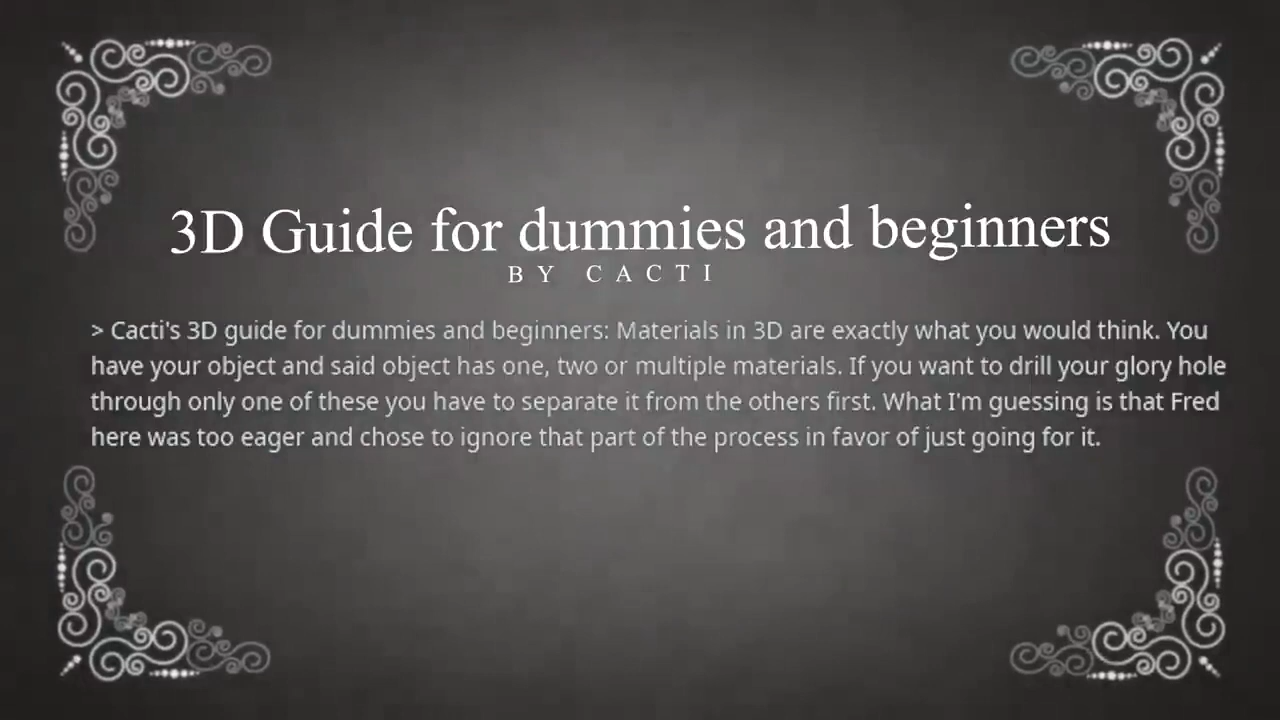 3D Guide for dummies and beginners
BY CACTI
> Cacti's 3D guide for dummies and beginners: Materials in 3D are exactly what you would think. You
have your object and said object has one, two or multiple materials. If you want to drill your glory hole
through only one of these you have to separate it from the others first. What I'm guessing is that Fred
here was too eager and chose to ignore that part of the process in favor of just going for it.